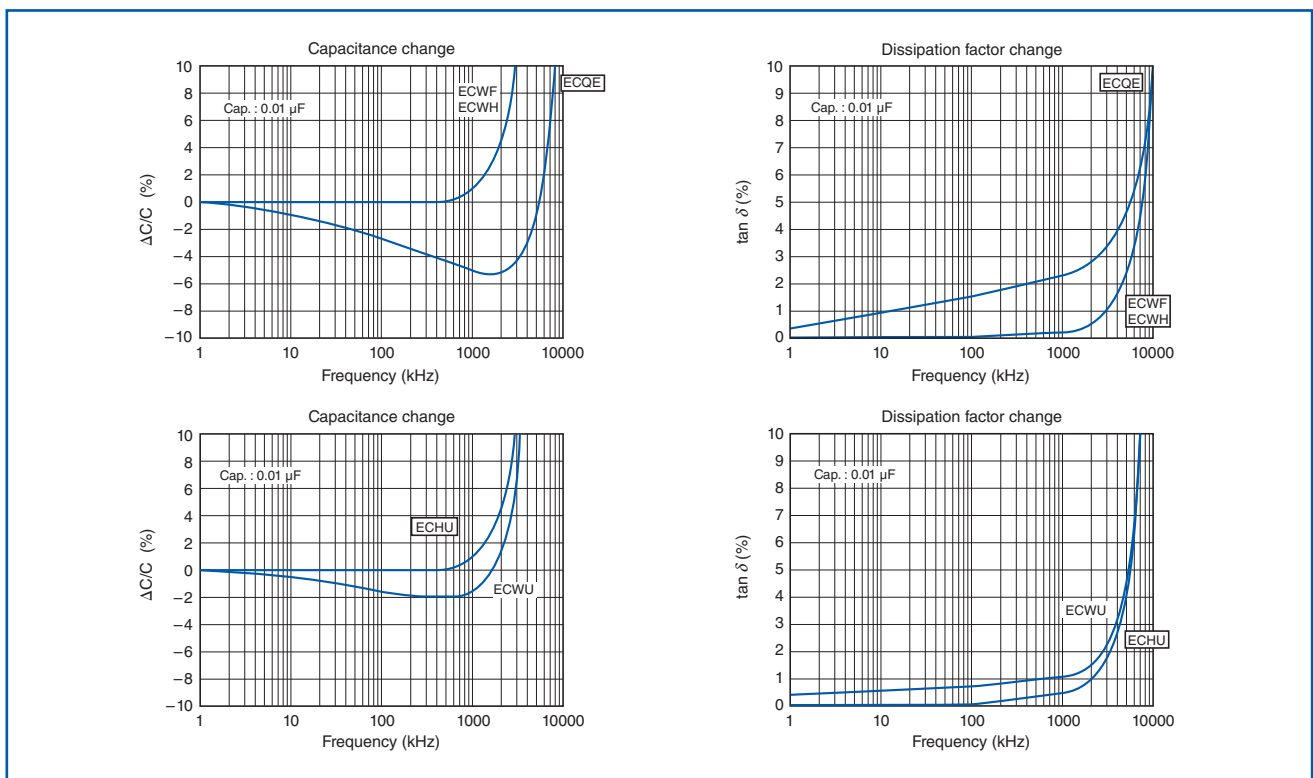 Capacitance change
10
8
6
4
2
0
−2
−4
−6
−8
−10
ΔC/C (%)
Cap. : 0.01 μF
ECWF
ECWH
ECQE
1 10 100 1000 10000
Frequency (kHz)
Dissipation factor change
10
9
8
7
6
5
4
3
2
1
0
tan δ (%)
Cap. : 0.01 μF
ECQE
ECWF
ECWH
1 10 100 1000 10000
Frequency (kHz)
Capacitance change
10
8
6
4
2
0
−2
−4
−6
−8
−10
ΔC/C (%)
Cap. : 0.01 μF
ECHU
ECWU
1 10 100 1000 10000
Frequency (kHz)
Dissipation factor change
10
9
8
7
6
5
4
3
2
1
0
tan δ (%)
Cap. : 0.01 μF
ECWU
ECHU
1 10 100 1000 10000
Frequency (kHz)